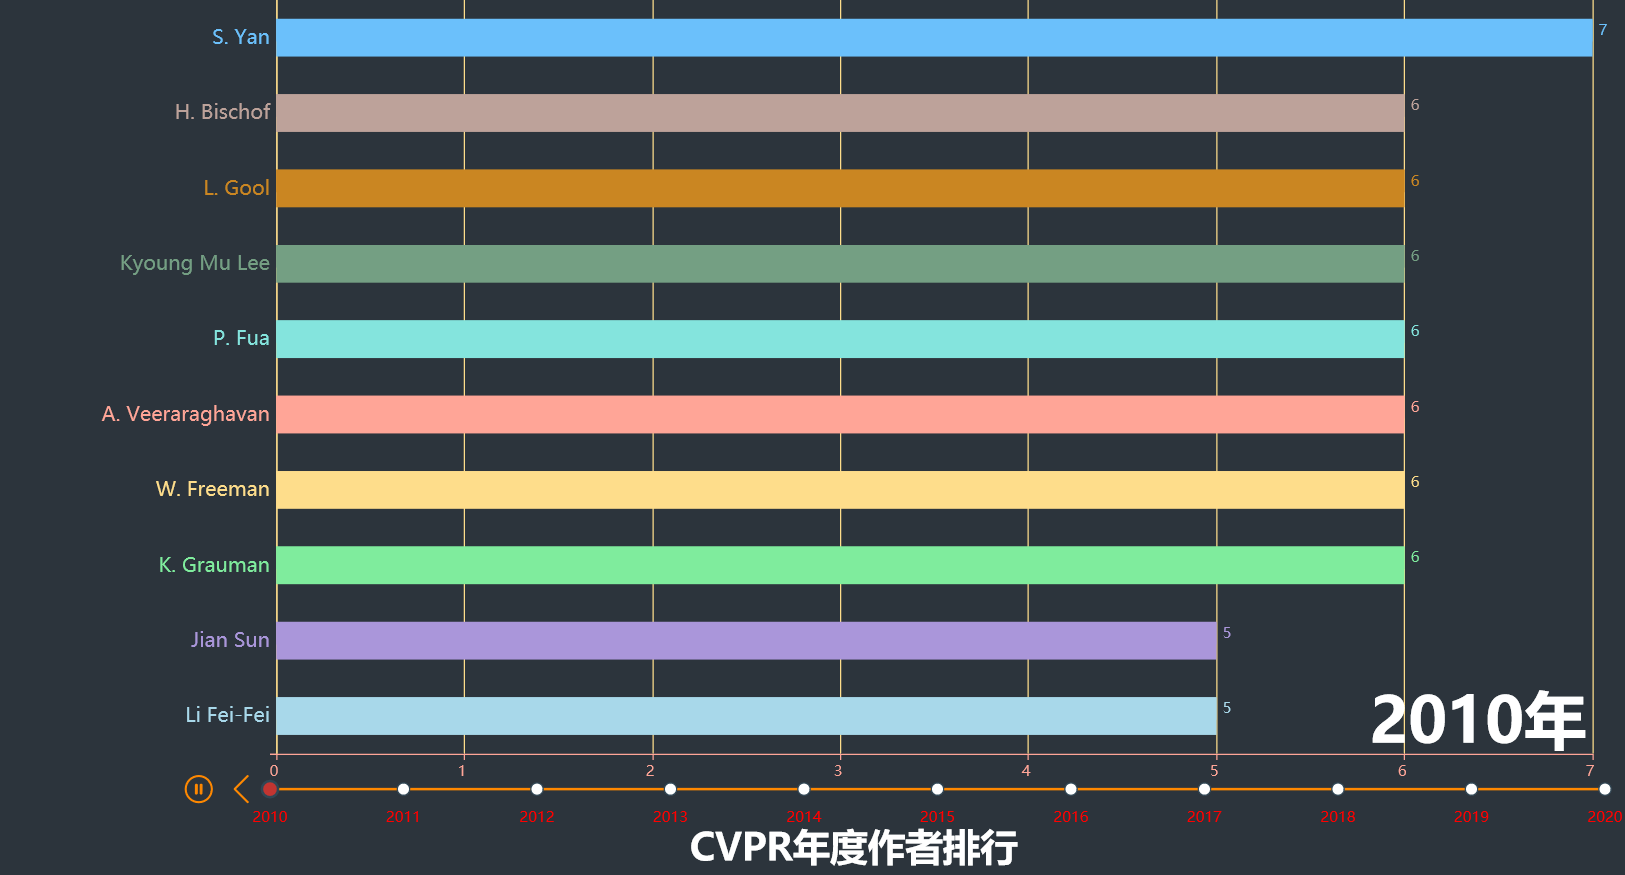 S. Yan 7
H. Bischof 6
L. Gool 6
Kyoung Mu Lee 6
P. Fua 6
A. Veeraraghavan 6
W. Freeman 6
K. Grauman 6
Jian Sun 5
Li Fei-Fei 5
2010年
0 1 2 3 4 5 6 7
2010 2011 2012 2013 2014 2015 2016 2017 2018 2019 2020
CVPR年度作者排行